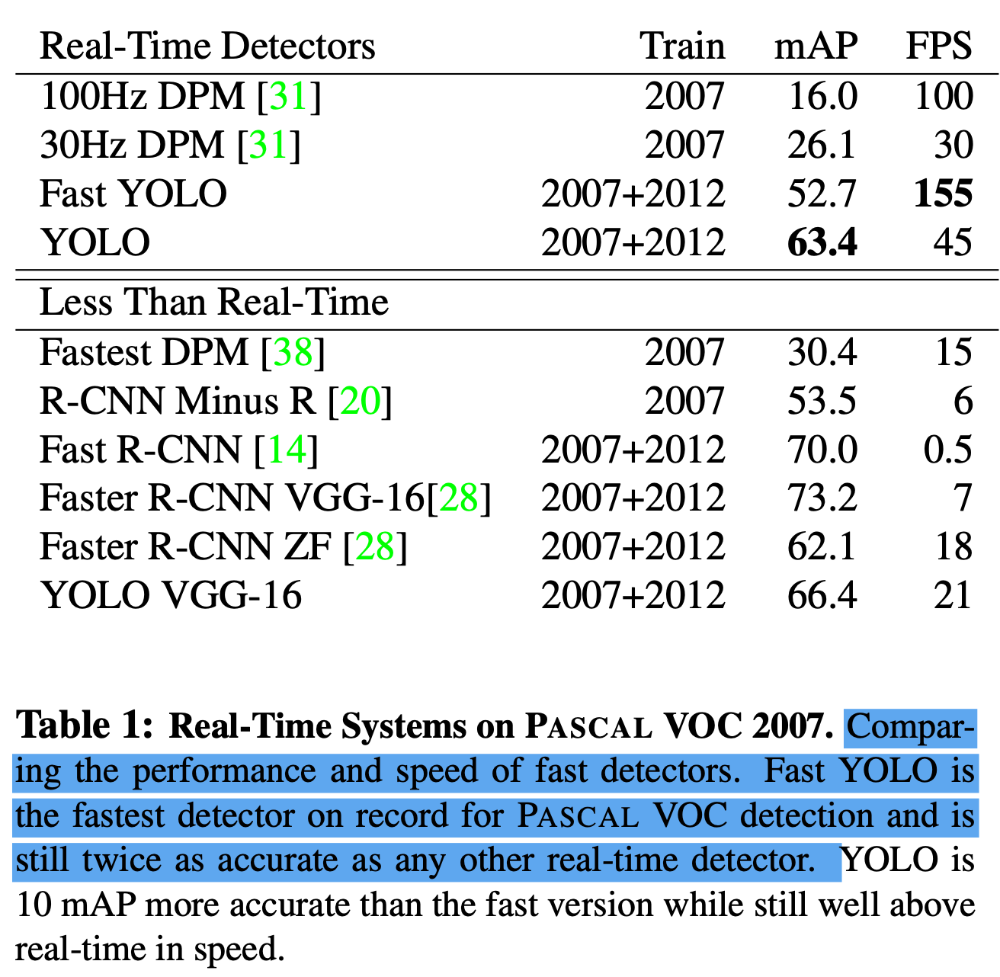 Real-Time Detectors Train mAP FPS
100Hz DPM [31] 2007 16.0 100
30Hz DPM [31] 2007 26.1 30
Fast YOLO 2007+2012 52.7 155
YOLO 2007+2012 63.4 45
Less Than Real-Time
Fastest DPM [38] 2007 30.4 15
R-CNN Minus R [20] 2007 53.5 6
Fast R-CNN [14] 2007+2012 70.0 0.5
Faster R-CNN VGG-16[28] 2007+2012 73.2 7
Faster R-CNN ZF [28] 2007+2012 62.1 18
YOLO VGG-16 2007+2012 66.4 21
Table 1: Real-Time Systems on PASCAL VOC 2007. Compar-
ing the performance and speed of fast detectors. Fast YOLO is
the fastest detector on record for PASCAL VOC detection and is
still twice as accurate as any other real-time detector. YOLO is
10 mAP more accurate than the fast version while still well above
real-time in speed.